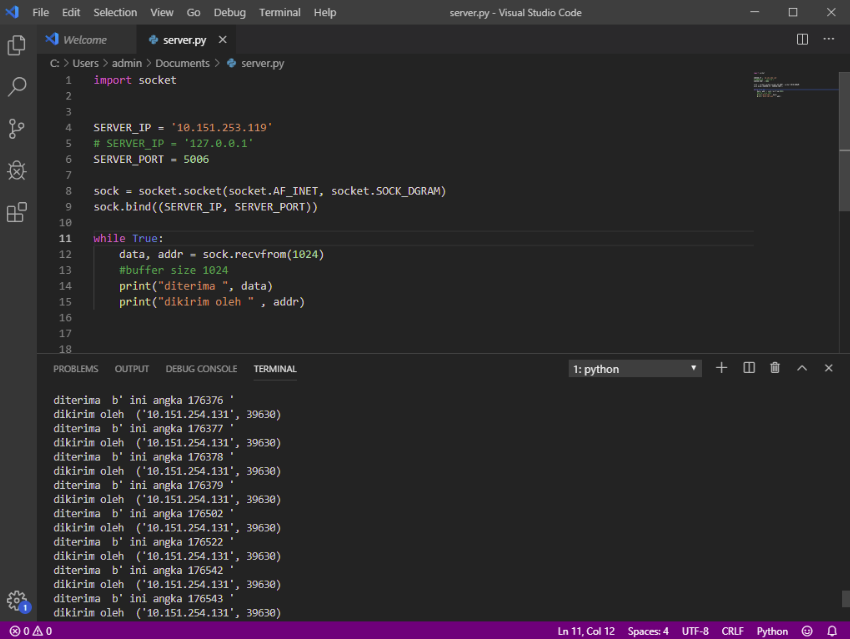 File Edit Selection View Go Debug Terminal Help server.py - Visual Studio Code
Welcome server.py
C: > Users > admin > Documents > server.py
1 import socket
2
3
4 SERVER_IP = '10.151.253.119'
5 # SERVER_IP = '127.0.0.1'
6 SERVER_PORT = 5006
7
8 sock = socket.socket(socket.AF_INET, socket.SOCK_DGRAM)
9 sock.bind((SERVER_IP, SERVER_PORT))
10
11 while True:
12 data, addr = sock.recvfrom(1024)
13 #buffer size 1024
14 print("diterima ", data)
15 print("dikirim oleh " , addr)
16
17
18
PROBLEMS OUTPUT DEBUG CONSOLE TERMINAL 1: python
diterima b' ini angka 176376 '
dikirim oleh ('10.151.254.131', 39630)
diterima b' ini angka 176377 '
dikirim oleh ('10.151.254.131', 39630)
diterima b' ini angka 176378 '
dikirim oleh ('10.151.254.131', 39630)
diterima b' ini angka 176379 '
dikirim oleh ('10.151.254.131', 39630)
diterima b' ini angka 176502 '
dikirim oleh ('10.151.254.131', 39630)
diterima b' ini angka 176522 '
dikirim oleh ('10.151.254.131', 39630)
diterima b' ini angka 176542 '
dikirim oleh ('10.151.254.131', 39630)
diterima b' ini angka 176543 '
dikirim oleh ('10.151.254.131', 39630)
1
0 0 Ln 11, Col 12 Spaces: 4 UTF-8 CRLF Python